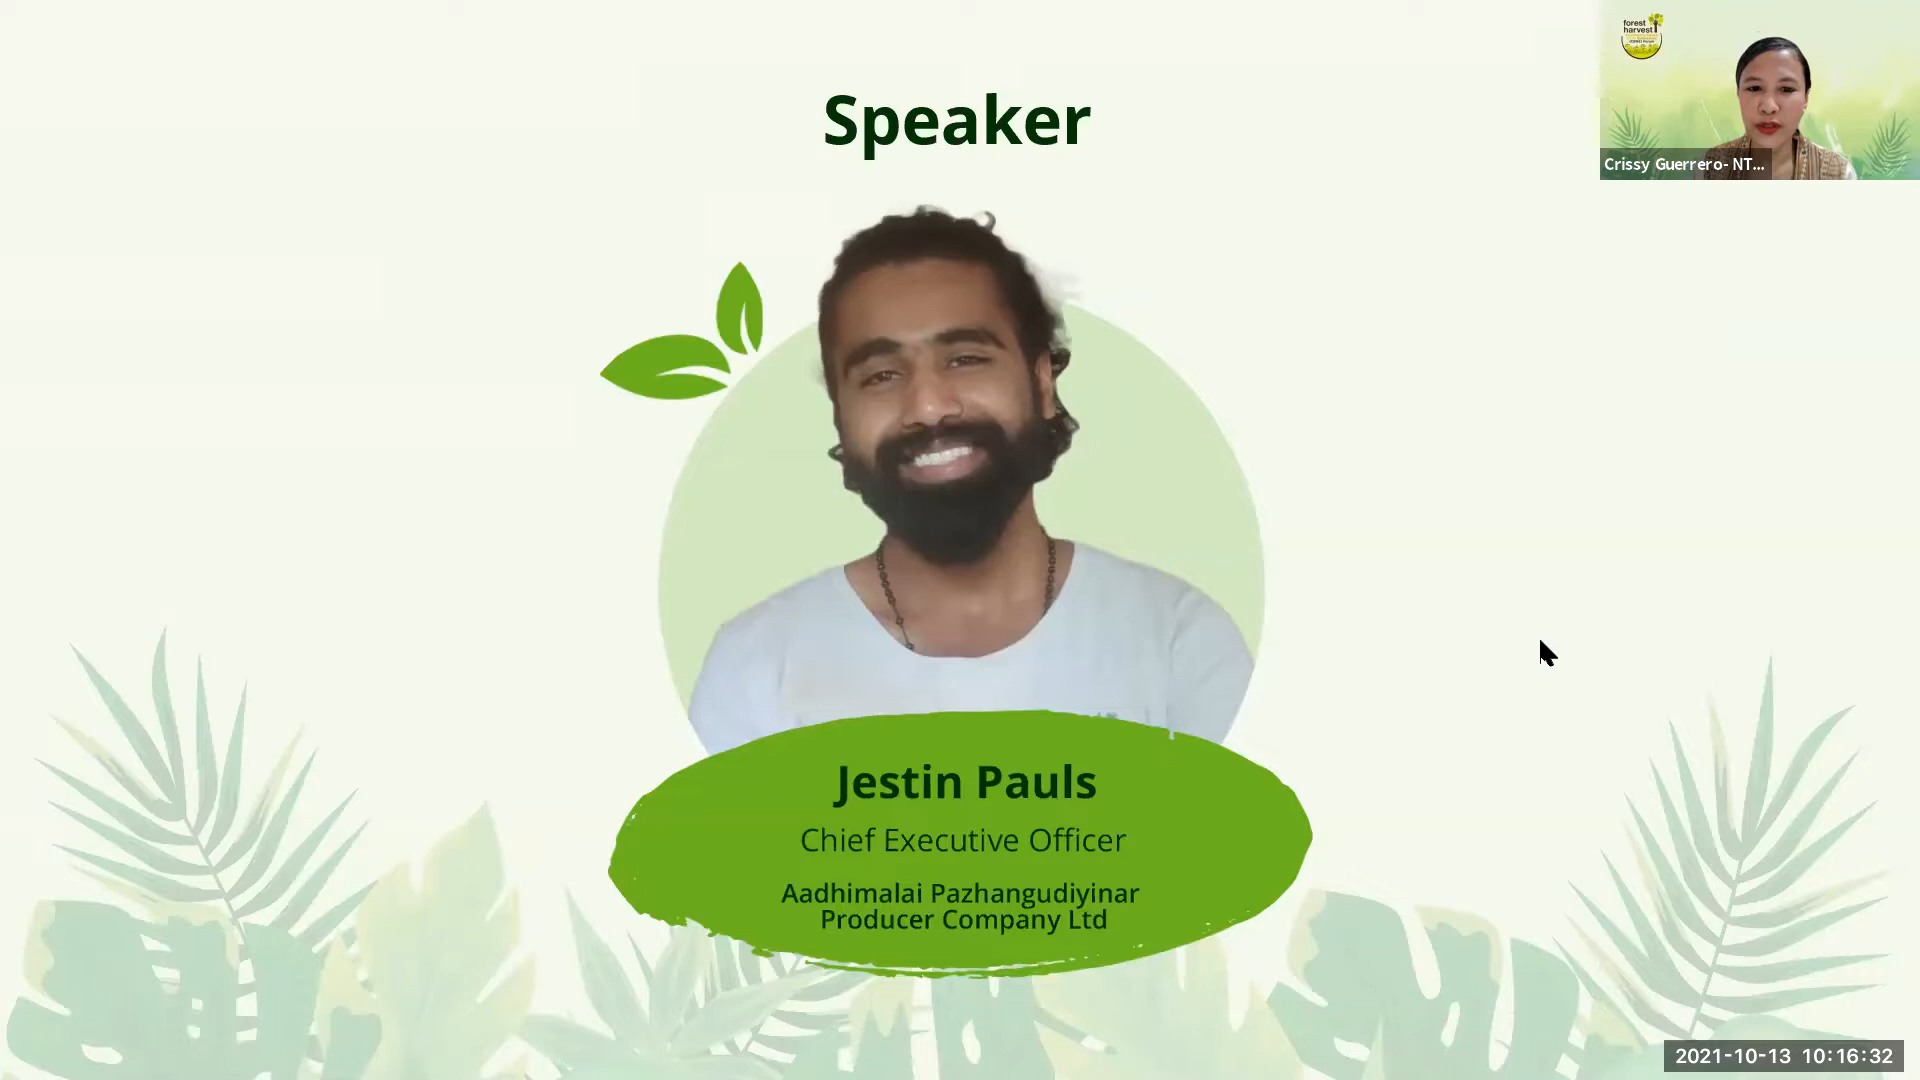 Speaker
forest
harvest
Crissy Guerrero- NT...
Jestin Pauls
Chief Executive Officer
Aadhimalai Pazhangudiyinar
Producer Company Ltd
2021-10-13 10:16:32